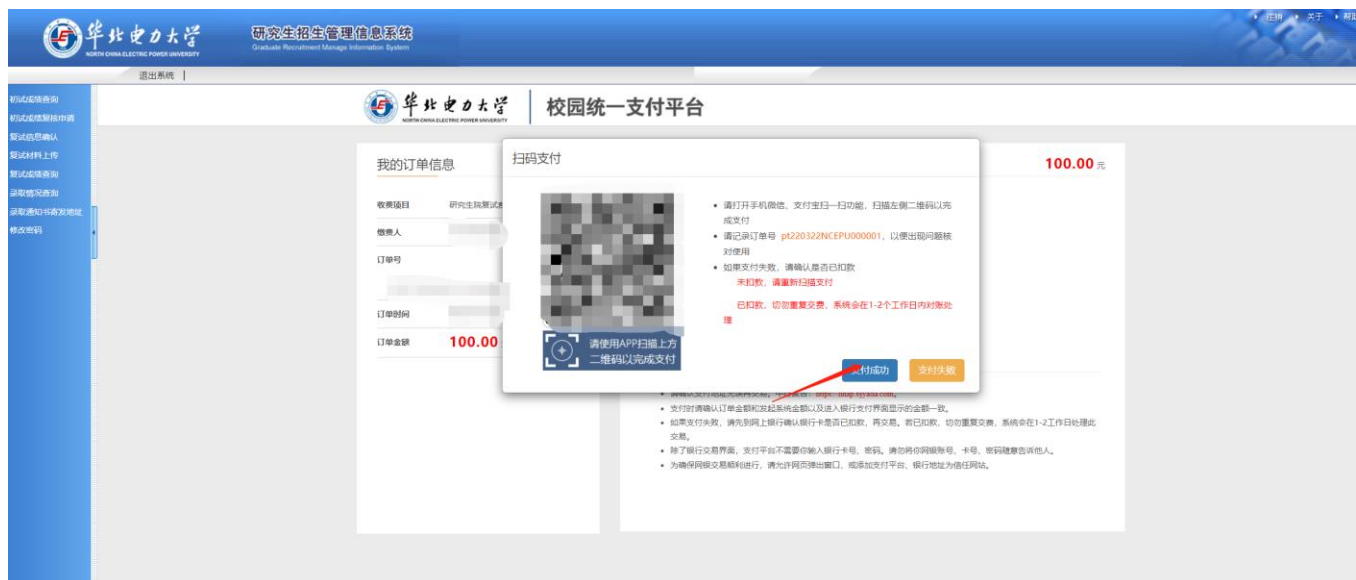 华北电力大学
NORTH CHINA ELECTRIC POWER UNIVERSITY
研究生招生管理信息系统
Graduate Recruitment Manage Information System
注销
关于
帮助
退出系统
初试成绩查询
初试成绩复核申请
复试信息确认
复试材料上传
复试成绩查询
录取情况查询
录取通知书寄发地址
修改密码
华北电力大学
NORTH CHINA ELECTRIC POWER UNIVERSITY
校园统一支付平台
我的订单信息
100.00 元
收费项目 研究生院复试
缴费人
订单号
订单时间
订单金额 100.00
扫码支付
请使用APP扫描上方
二维码以完成支付
• 请打开手机微信、支付宝扫一扫功能，扫描左侧二维码以完
成支付
• 请记录订单号 pt220322NCEPU000001，以便出现问题核
对使用
• 如果支付失败，请确认是否已扣款
未扣款，请重新扫描支付
已扣款，切勿重复交费，系统会在1-2个工作日内对账处
理
支付成功
支付失败
• 支付时请确认订单金额和发起系统金额以及进入银行支付界面显示的金额一致。
• 如果支付失败，请先到网上银行确认银行卡是否已扣款，再交易。若已扣款，切勿重复交费，系统会在1-2工作日处理此
交易。
• 除了银行交易界面，支付平台不需要你输入银行卡号、密码。请勿将你网银账号、卡号、密码随意告诉他人。
• 为确保网银交易顺利进行，请允许网页弹出窗口，或添加支付平台、银行地址为信任网站。